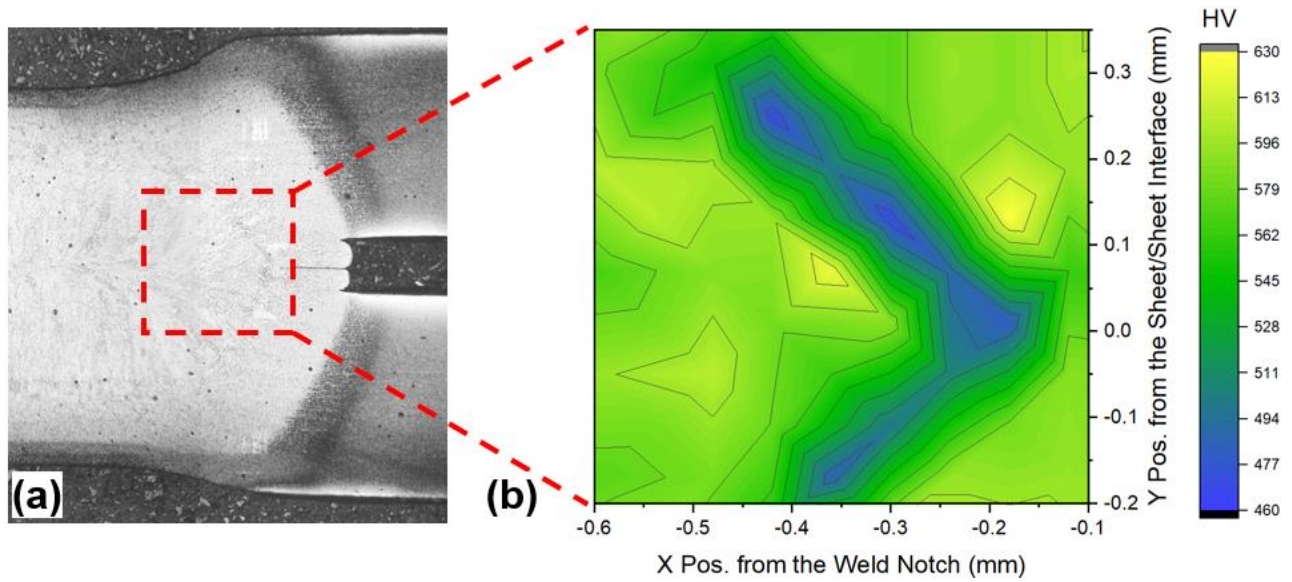 (a)
(b)
HV
630
613
596
579
562
545
528
511
494
477
460
0.3
0.2
0.1
0.0
-0.1
-0.2
Y Pos. from the Sheet/Sheet Interface (mm)
-0.6 -0.5 -0.4 -0.3 -0.2 -0.1
X Pos. from the Weld Notch (mm)